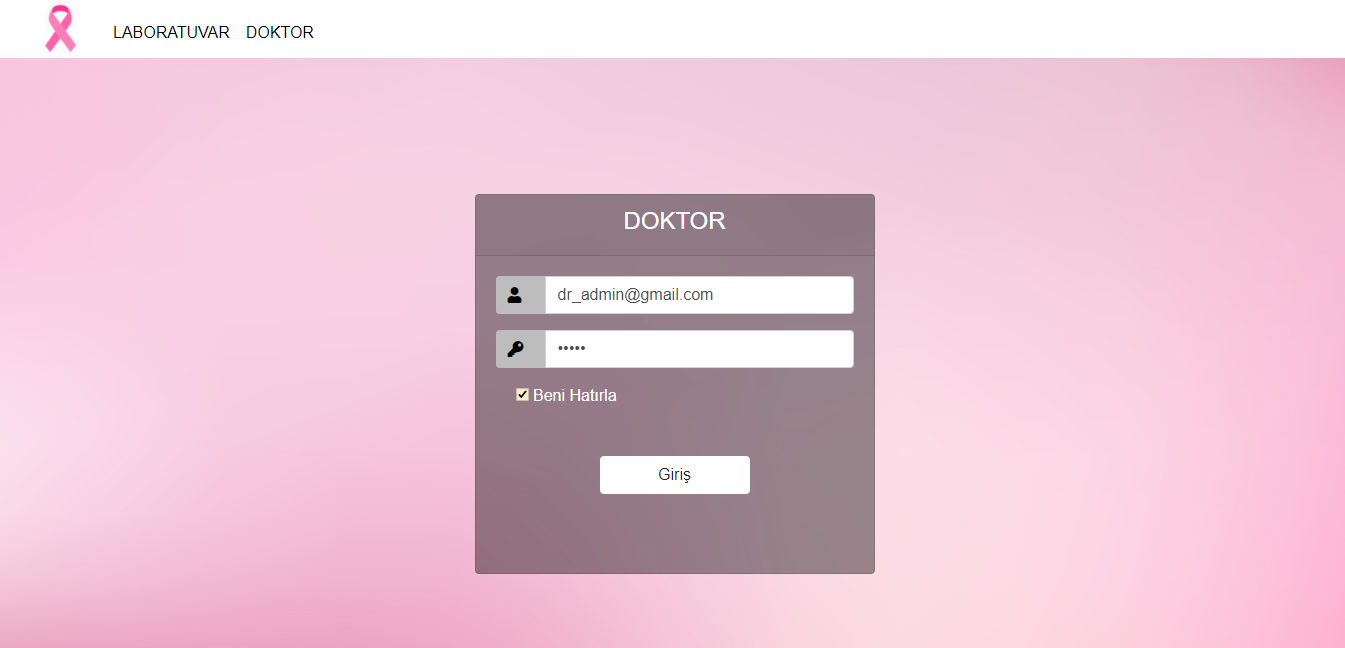 LABORATUVAR DOKTOR
DOKTOR
dr_admin@gmail.com
•••••
Beni Hatırla
Giriş